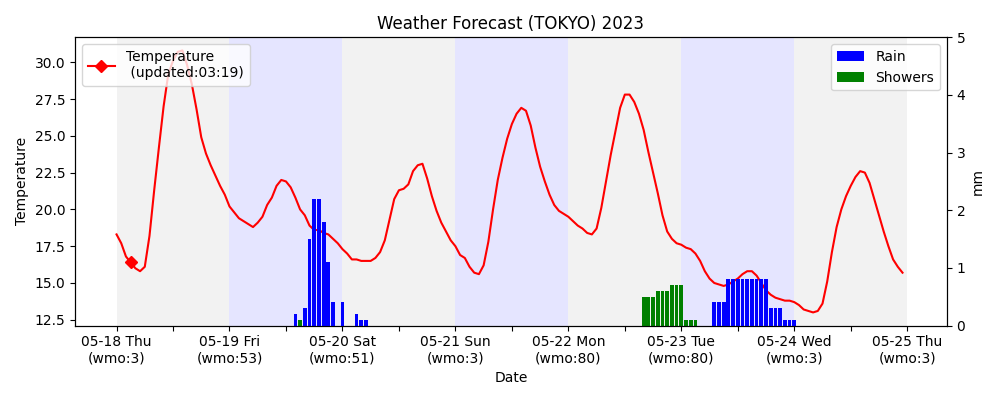 Weather Forecast (TOKYO) 2023
Temperature
(updated:03:19)
Rain
Showers
30.0
27.5
25.0
22.5
20.0
17.5
15.0
12.5
Temperature
5
4
3
2
1
0
mm
05-18 Thu
(wmo:3)
05-19 Fri
(wmo:53)
05-20 Sat
(wmo:51)
05-21 Sun
(wmo:3)
05-22 Mon
(wmo:80)
05-23 Tue
(wmo:80)
05-24 Wed
(wmo:3)
05-25 Thu
(wmo:3)
Date